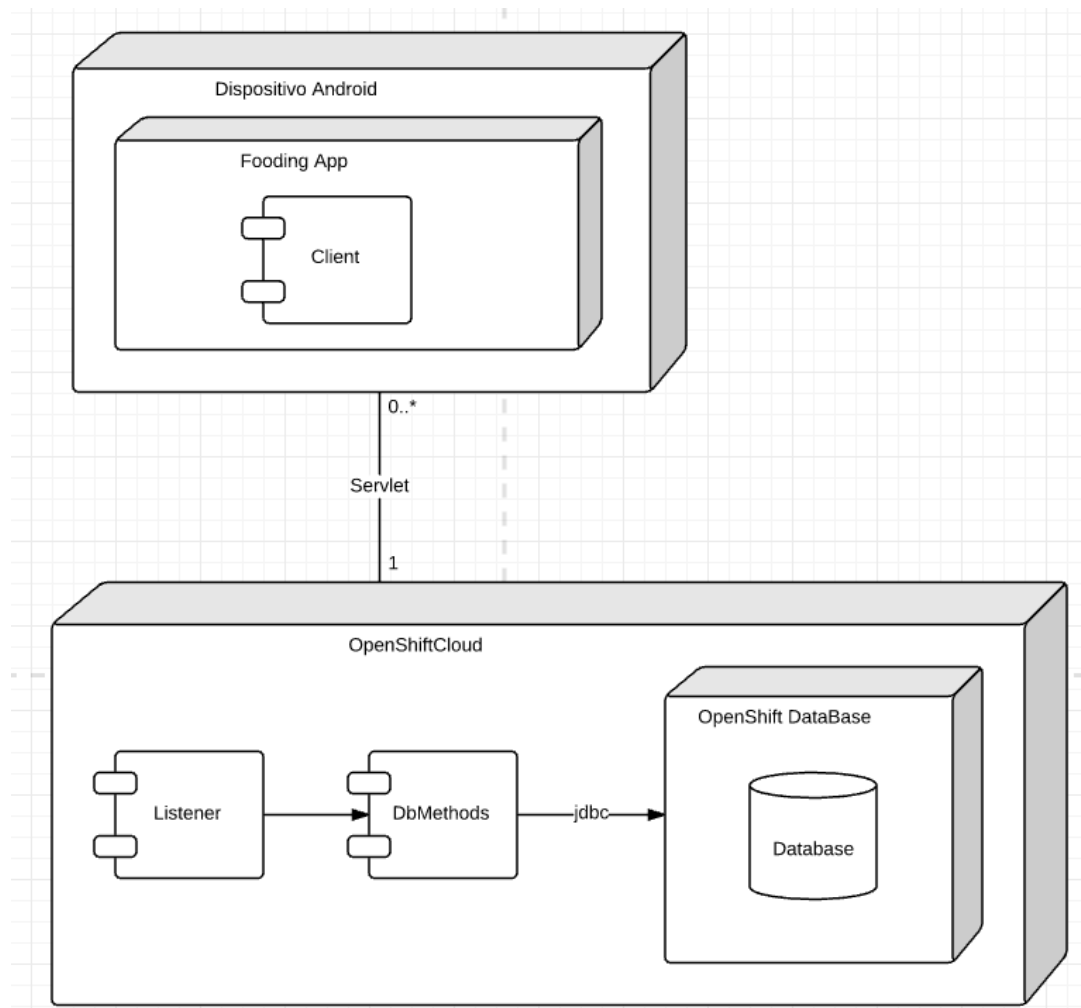 Dispositivo Android
Fooding App
Client
0..*
Servlet
1
OpenShiftCloud
OpenShift DataBase
Listener
DbMethods
jdbc
Database